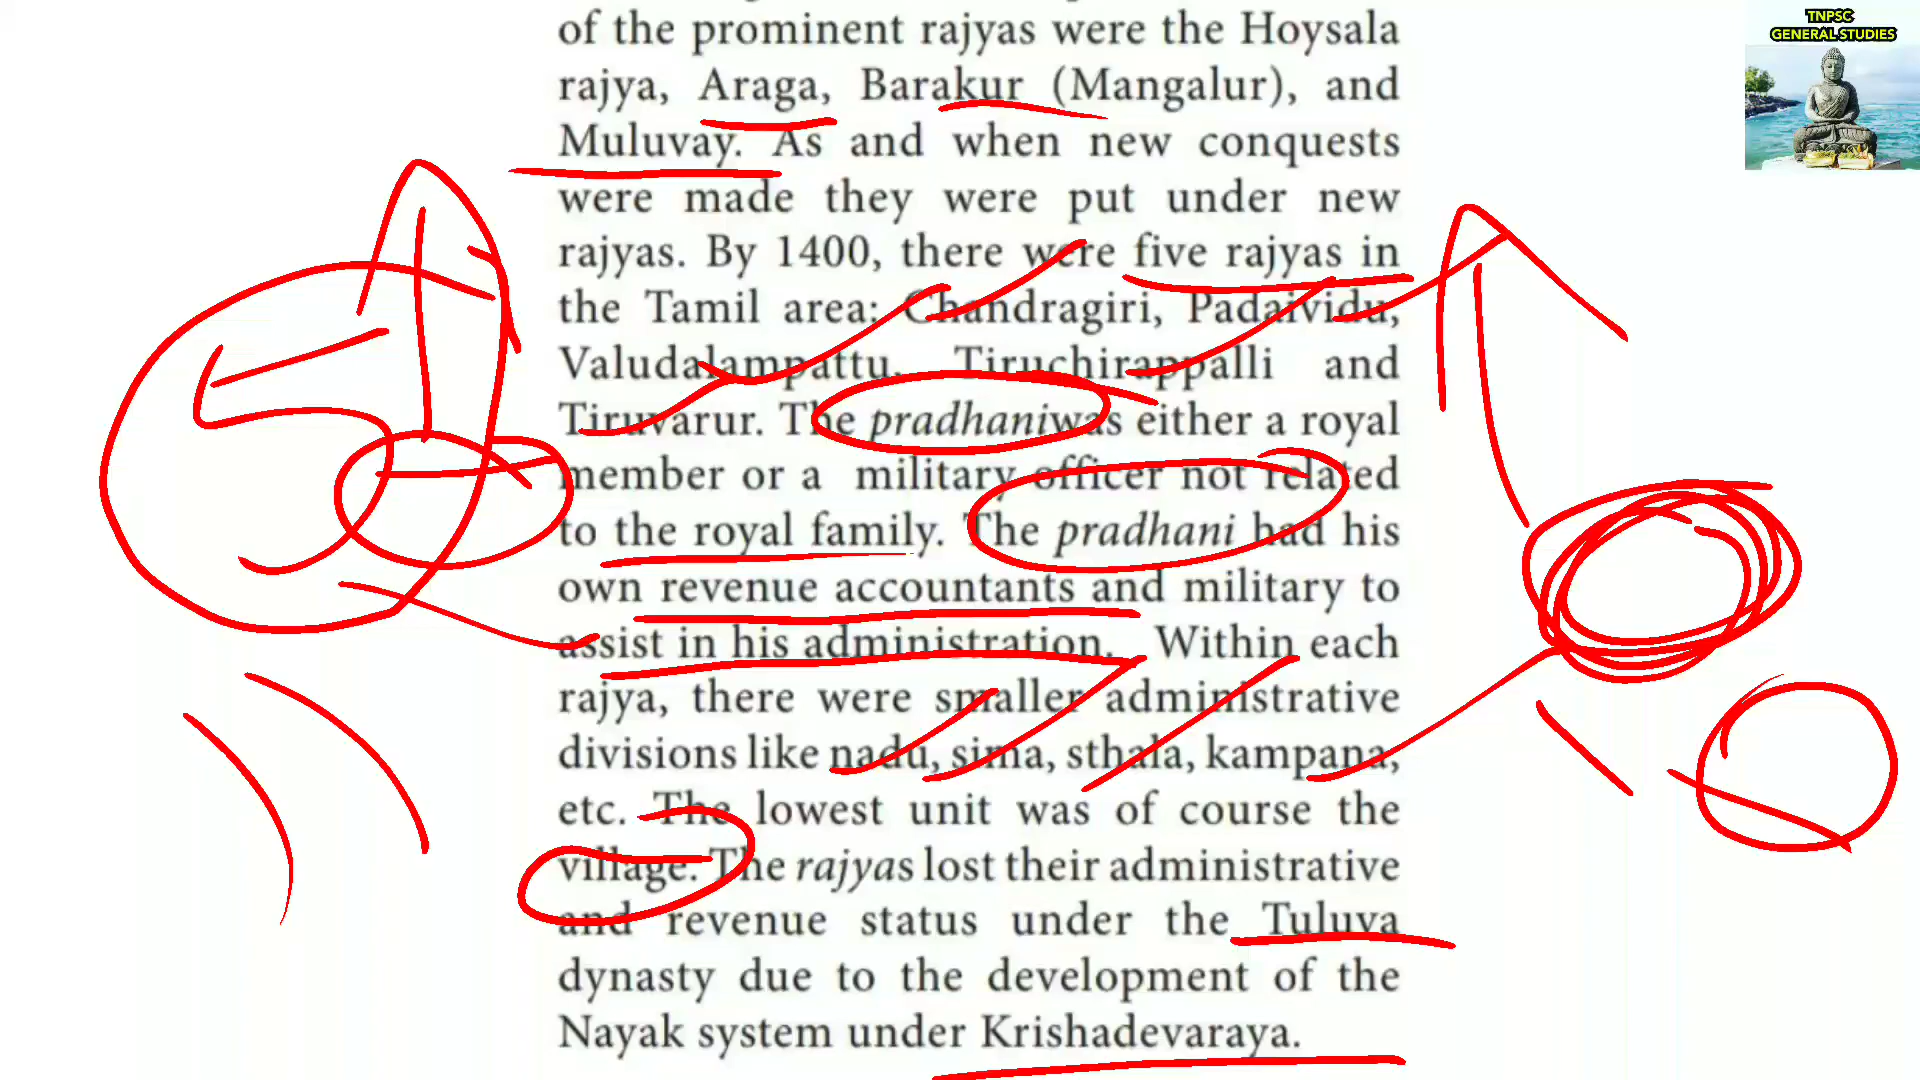 of the prominent rajyas were the Hoysala
rajya, Araga, Barakur (Mangalur), and
Muluvay. As and when new conquests
were made they were put under new
rajyas. By 1400, there were five rajyas in
the Tamil area: Chandragiri, Padaividu,
Valudalampattu, Tiruchirappalli and
Tiruvarur. The pradhaniwas either a royal
member or a military officer not related
to the royal family. The pradhani had his
own revenue accountants and military to
assist in his administration. Within each
rajya, there were smaller administrative
divisions like nadu, sima, sthala, kampana,
etc. The lowest unit was of course the
village. The rajyas lost their administrative
and revenue status under the Tuluva
dynasty due to the development of the
Nayak system under Krishadevaraya.
TNPSC
GENERAL STUDIES
5